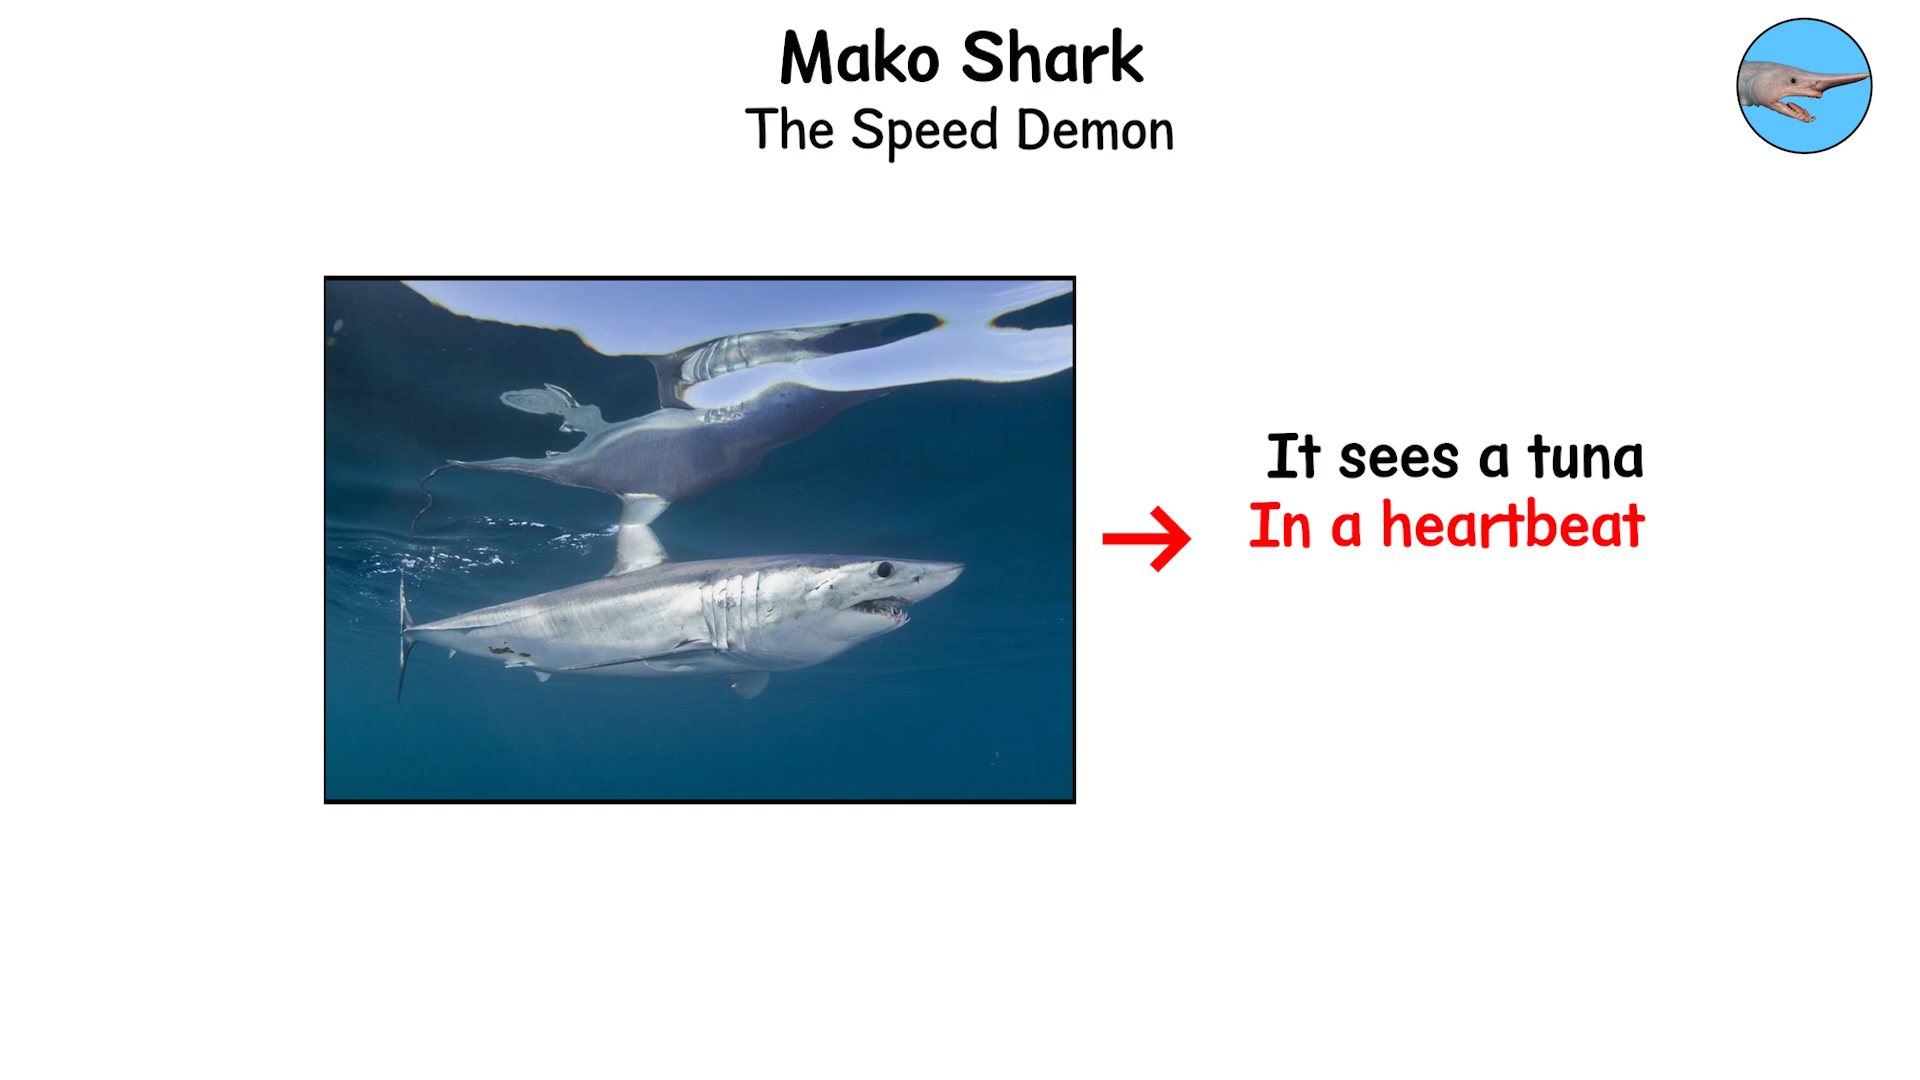 Mako Shark
The Speed Demon
It sees a tuna
In a heartbeat